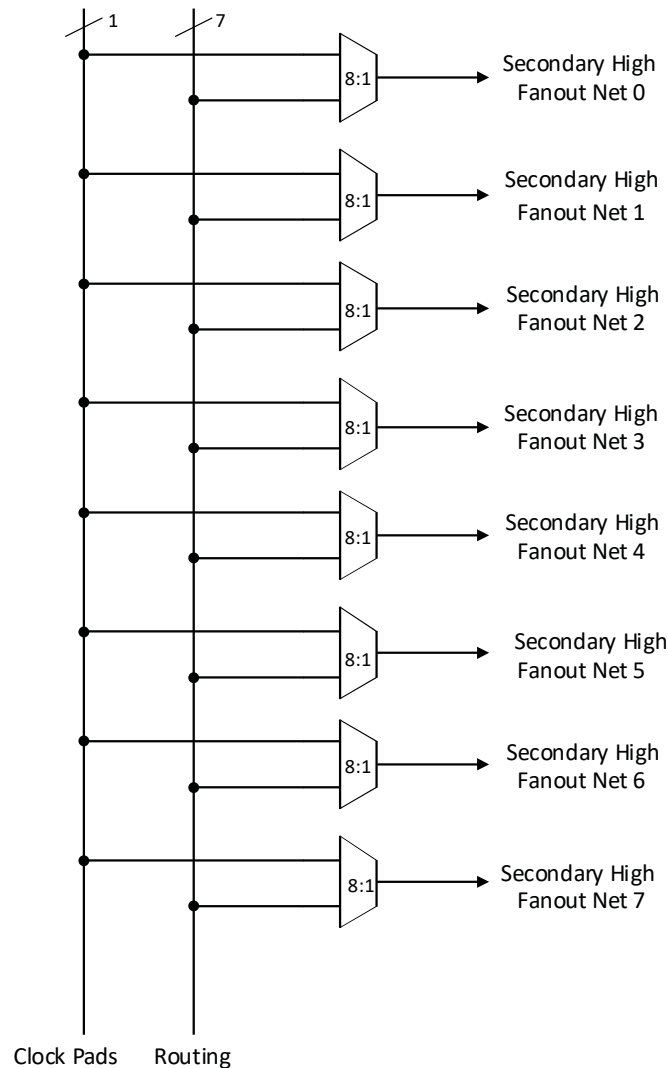 1
7
8:1
Secondary High
Fanout Net 0
8:1
Secondary High
Fanout Net 1
8:1
Secondary High
Fanout Net 2
8:1
Secondary High
Fanout Net 3
8:1
Secondary High
Fanout Net 4
8:1
Secondary High
Fanout Net 5
8:1
Secondary High
Fanout Net 6
8:1
Secondary High
Fanout Net 7
Clock Pads
Routing